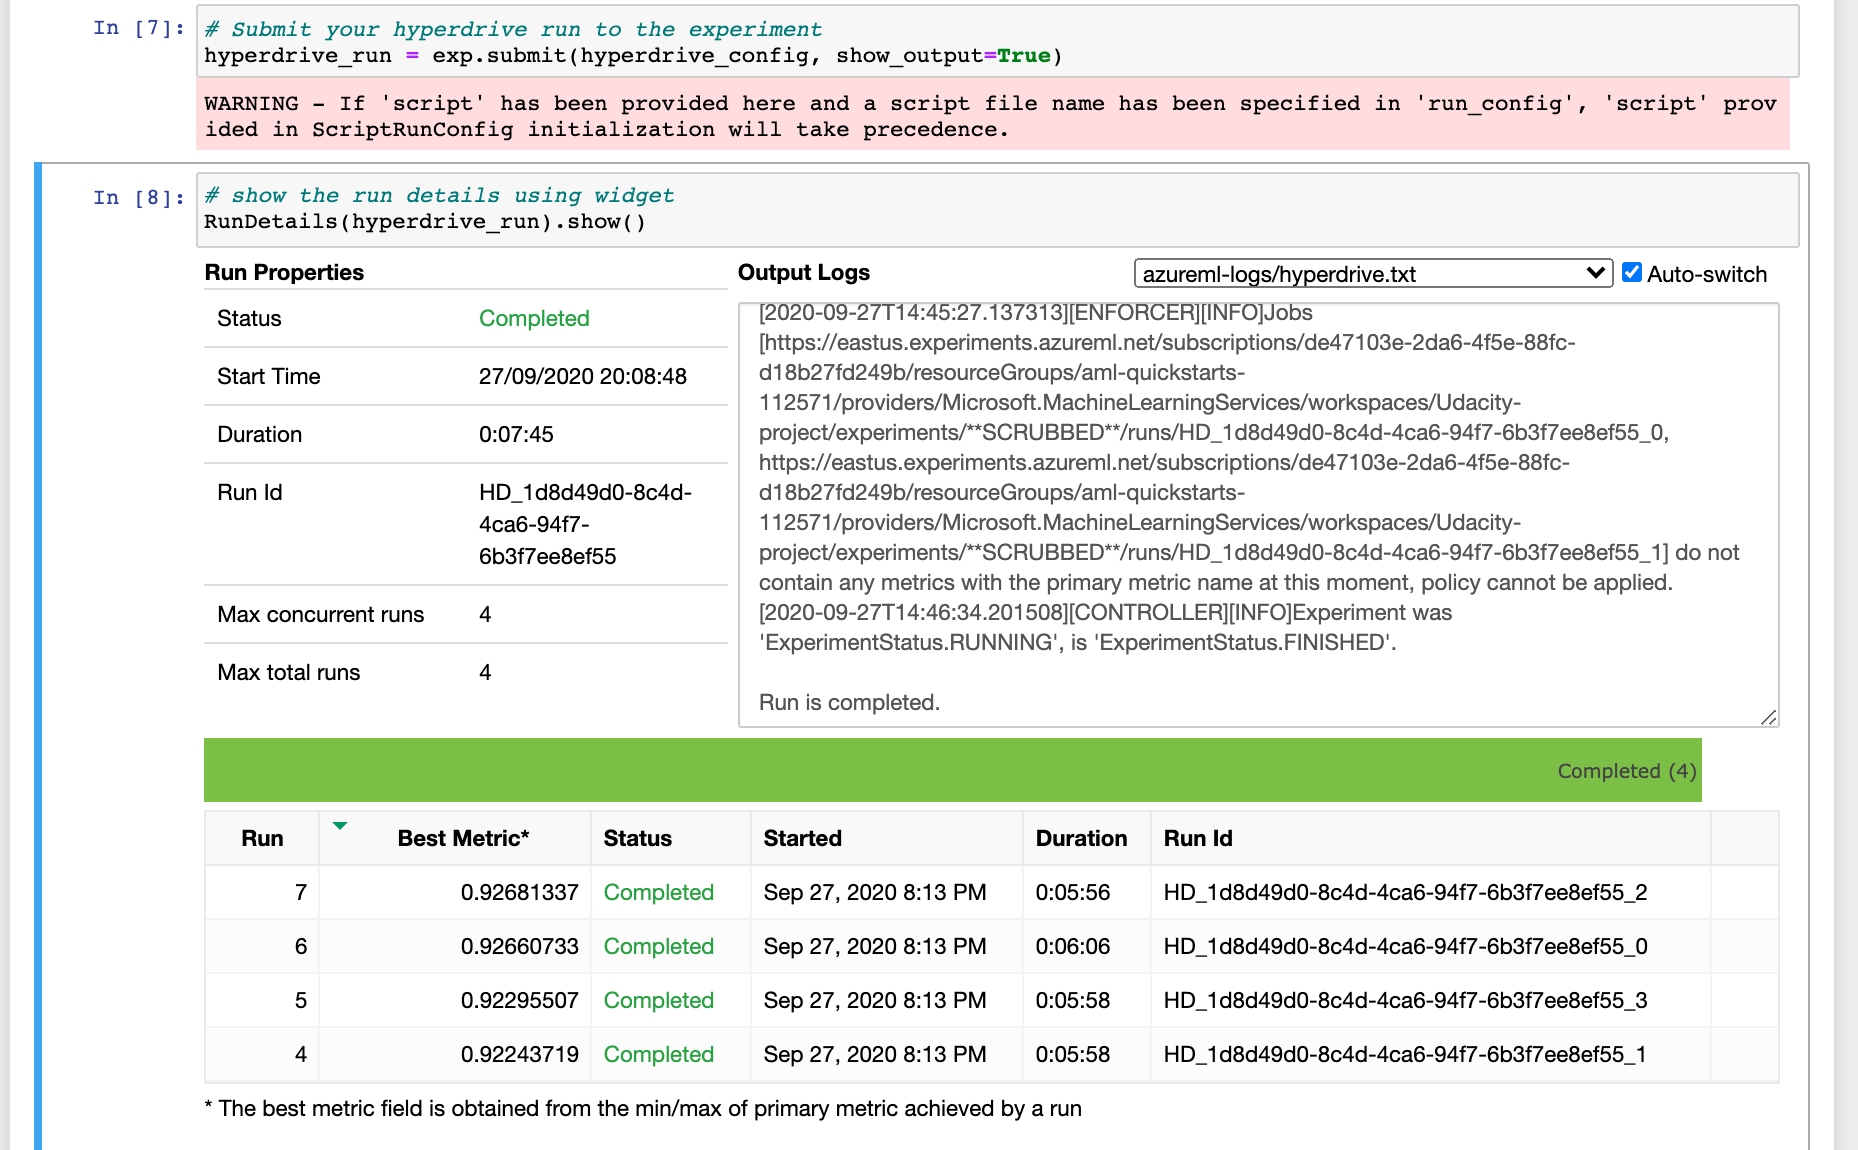 In [7]:
# Submit your hyperdrive run to the experiment
hyperdrive_run = exp.submit(hyperdrive_config, show_output=True)
WARNING - If 'script' has been provided here and a script file name has been specified in 'run_config', 'script' prov
ided in ScriptRunConfig initialization will take precedence.
In [8]:
# show the run details using widget
RunDetails(hyperdrive_run).show()
Run Properties
Status Completed
Start Time 27/09/2020 20:08:48
Duration 0:07:45
Run Id HD_1d8d49d0-8c4d-
4ca6-94f7-
6b3f7ee8ef55
Max concurrent runs 4
Max total runs 4
Output Logs
azureml-logs/hyperdrive.txt
Auto-switch
[2020-09-27T14:45:27.137313][ENFORCER][INFO]Jobs
[https://eastus.experiments.azureml.net/subscriptions/de47103e-2da6-4f5e-88fc-
d18b27fd249b/resourceGroups/aml-quickstarts-
112571/providers/Microsoft.MachineLearningServices/workspaces/Udacity-
project/experiments/**SCRUBBED**/runs/HD_1d8d49d0-8c4d-4ca6-94f7-6b3f7ee8ef55_0,
https://eastus.experiments.azureml.net/subscriptions/de47103e-2da6-4f5e-88fc-
d18b27fd249b/resourceGroups/aml-quickstarts-
112571/providers/Microsoft.MachineLearningServices/workspaces/Udacity-
project/experiments/**SCRUBBED**/runs/HD_1d8d49d0-8c4d-4ca6-94f7-6b3f7ee8ef55_1] do not
contain any metrics with the primary metric name at this moment, policy cannot be applied.
[2020-09-27T14:46:34.201508][CONTROLLER][INFO]Experiment was
'ExperimentStatus.RUNNING', is 'ExperimentStatus.FINISHED'.
Run is completed.
Completed (4)
Run Best Metric* Status Started Duration Run Id
7 0.92681337 Completed Sep 27, 2020 8:13 PM 0:05:56 HD_1d8d49d0-8c4d-4ca6-94f7-6b3f7ee8ef55_2
6 0.92660733 Completed Sep 27, 2020 8:13 PM 0:06:06 HD_1d8d49d0-8c4d-4ca6-94f7-6b3f7ee8ef55_0
5 0.92295507 Completed Sep 27, 2020 8:13 PM 0:05:58 HD_1d8d49d0-8c4d-4ca6-94f7-6b3f7ee8ef55_3
4 0.92243719 Completed Sep 27, 2020 8:13 PM 0:05:58 HD_1d8d49d0-8c4d-4ca6-94f7-6b3f7ee8ef55_1
* The best metric field is obtained from the min/max of primary metric achieved by a run